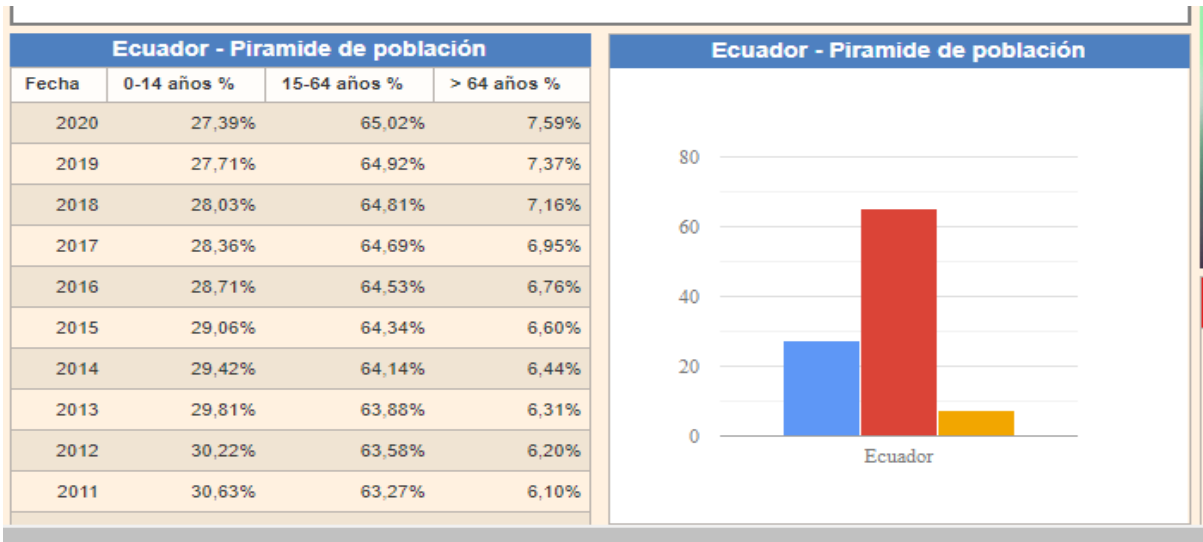 Ecuador - Piramide de población
Fecha 0-14 años % 15-64 años % > 64 años %
2020 27,39% 65,02% 7,59%
2019 27,71% 64,92% 7,37%
2018 28,03% 64,81% 7,16%
2017 28,36% 64,69% 6,95%
2016 28,71% 64,53% 6,76%
2015 29,06% 64,34% 6,60%
2014 29,42% 64,14% 6,44%
2013 29,81% 63,88% 6,31%
2012 30,22% 63,58% 6,20%
2011 30,63% 63,27% 6,10%
Ecuador - Piramide de población
80
60
40
20
0
Ecuador